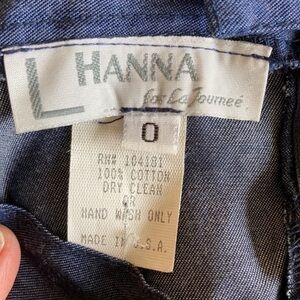 L HANNA
for La Journeé
0
RN# 104181
100% COTTON
DRY CLEAN
OR
HAND WASH ONLY
MADE IN U.S.A.